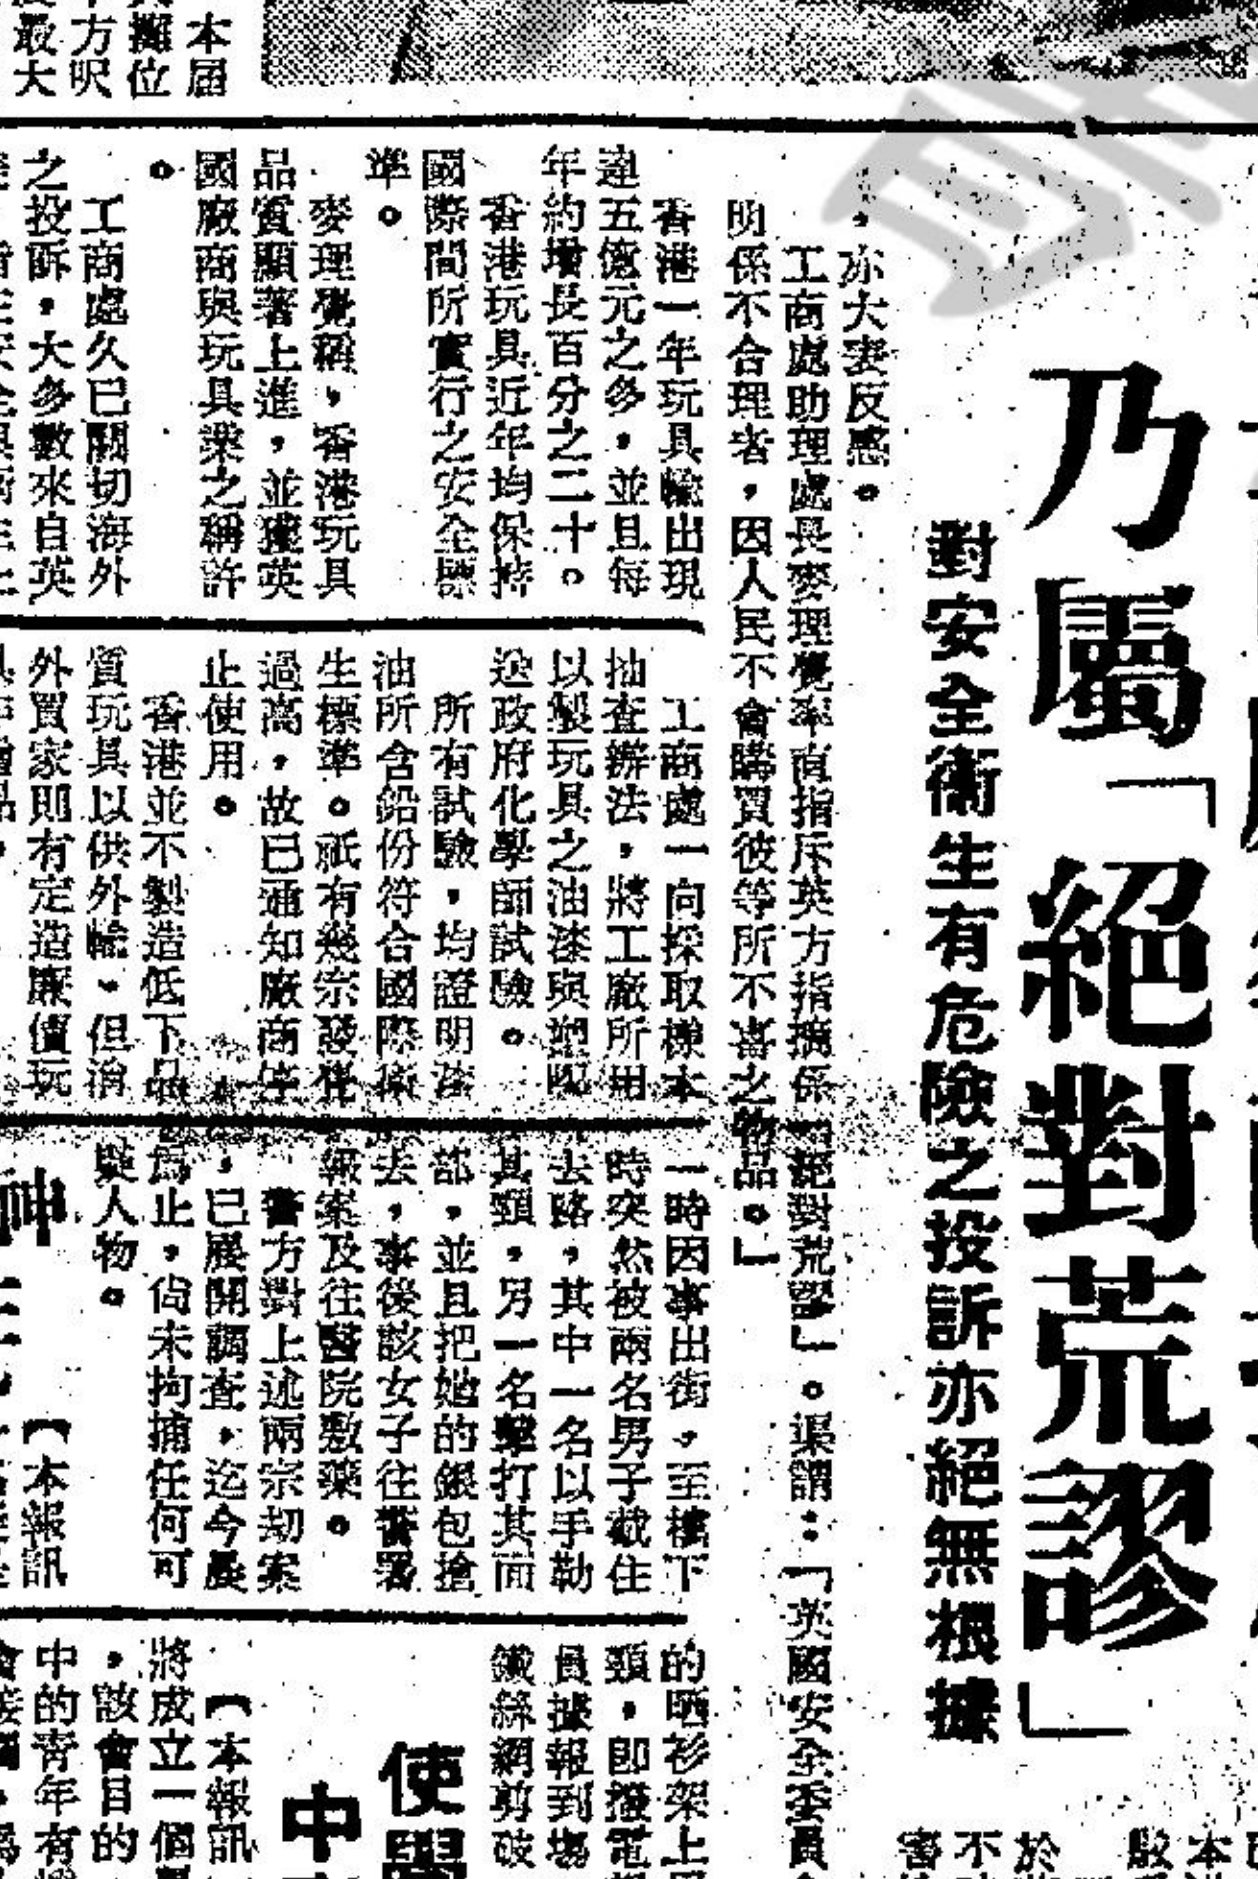 乃屬「絕對荒謬」
對安全衞生有危險之投訴亦絕無根據
，亦大表反感。
工商處助理處長麥理覺率直指斥英方指摘係「絕對荒謬」。渠謂：「英國安全委員
明係不合理者，因人民不會購買彼等所不喜之物品。」
香港一年玩具輸出現
達五億元之多，並且每
年約增長百分之二十。
香港玩具近年均保持
國際間所實行之安全標
準。
麥理覺稱，香港玩具
品質顯著上進，並獲英
國廠商與玩具業之稱許
。
工商處久已關切海外
之投訴，大多數來自英
工商處一向採取樣本
抽查辦法，將工廠所用
以製玩具之油漆與塑膠
送政府化學師試驗。
所有試驗，均證明漆
油所含鉛份符合國際衞
生標準。祇有幾宗發覺
過高，故已通知廠商停
止使用。
香港並不製造低下品
質玩具以供外輸，但海
外買家則有定造廉價玩
一時因事出街，至樓下
時突然被兩名男子截住
去路，其中一名以手勒
其頸，另一名擊打其面
部，並且把她的銀包搶
去，事後該女子往警署
報案及往醫院敷藥。
警方對上述兩宗刧案
，已展開調查，迄今晨
為止，尚未拘捕任何可
疑人物。
【本報訊
的晒衫架上
頸，即撥電
員據報到塲
鐵絲網剪破
使
中
【本報訊
將成立一個
，該會目的
中的青年有
本屆
攤位
方呎
最大